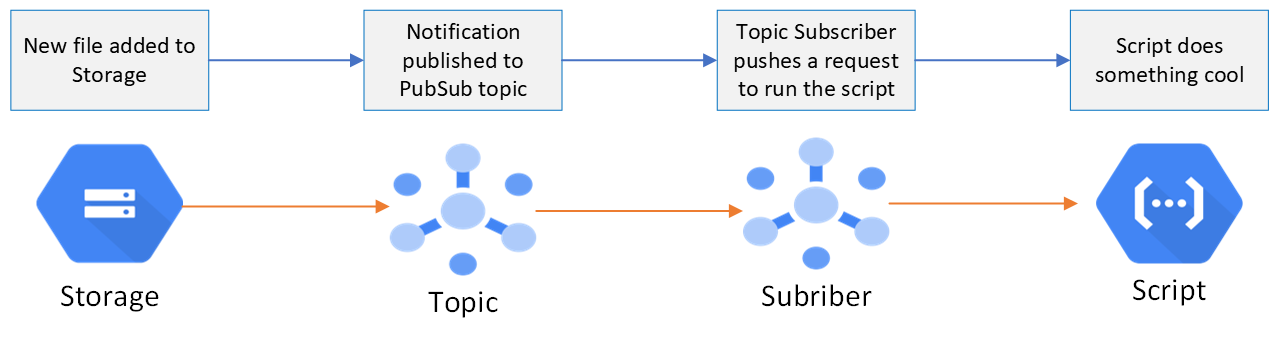 New file added to
Storage
Notification
published to
PubSub topic
Topic Subscriber
pushes a request
to run the script
Script does
something cool
Storage
Topic
Subriber
Script